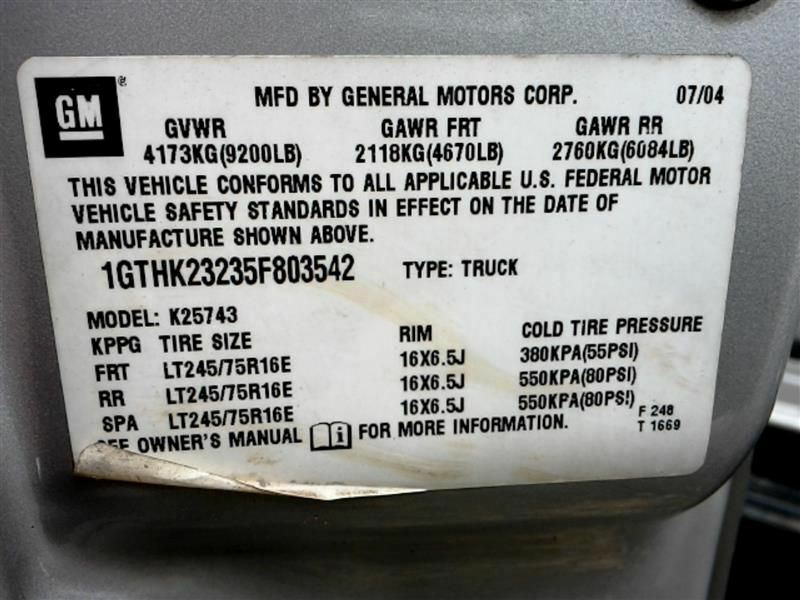 GM® MFD BY GENERAL MOTORS CORP. 07/04
GVWR GAWR FRT GAWR RR
4173KG(9200LB) 2118KG(4670LB) 2760KG(6084LB)
THIS VEHICLE CONFORMS TO ALL APPLICABLE U.S. FEDERAL MOTOR
VEHICLE SAFETY STANDARDS IN EFFECT ON THE DATE OF
MANUFACTURE SHOWN ABOVE.
1GTHK23235F803542 TYPE: TRUCK
MODEL: K25743
KPPG TIRE SIZE RIM COLD TIRE PRESSURE
FRT LT245/75R16E 16X6.5J 380KPA(55PSI)
RR LT245/75R16E 16X6.5J 550KPA(80PSI)
SPA LT245/75R16E 16X6.5J 550KPA(80PSI)
SEE OWNER'S MANUAL i FOR MORE INFORMATION.
F 248
T 1669